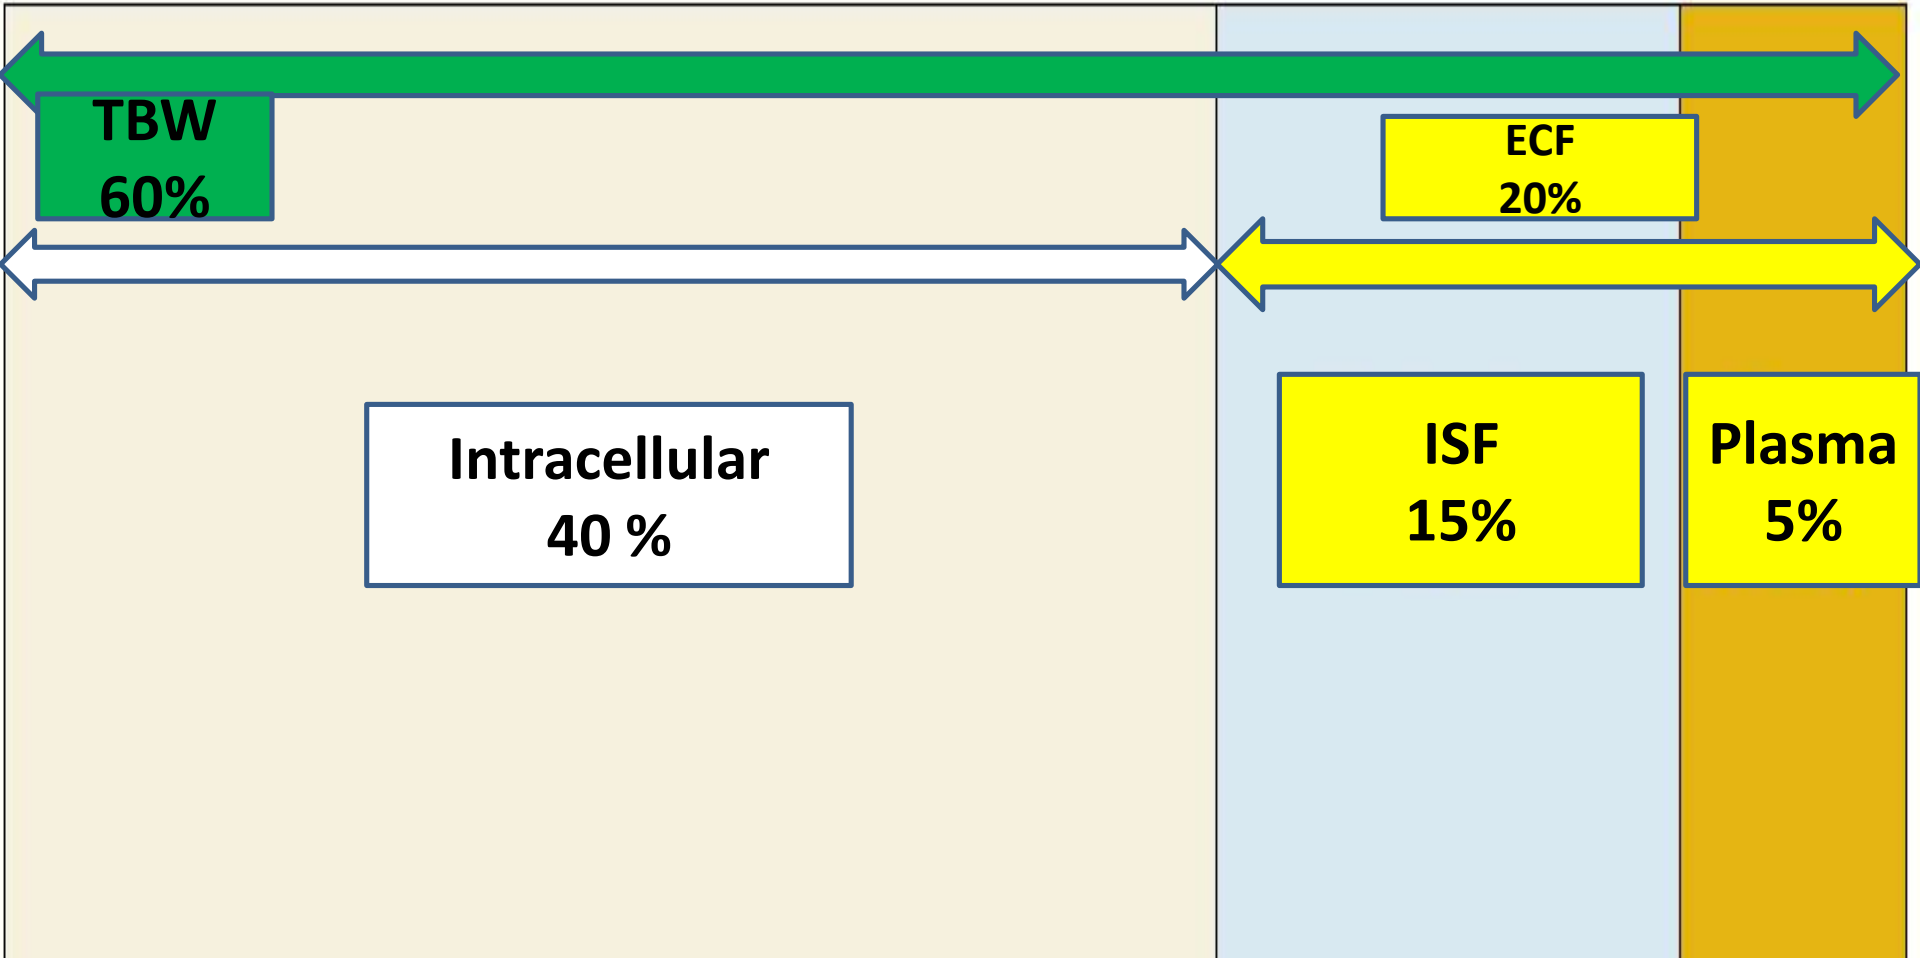 TBW
60%
ECF
20%
Intracellular
40 %
ISF
15%
Plasma
5%